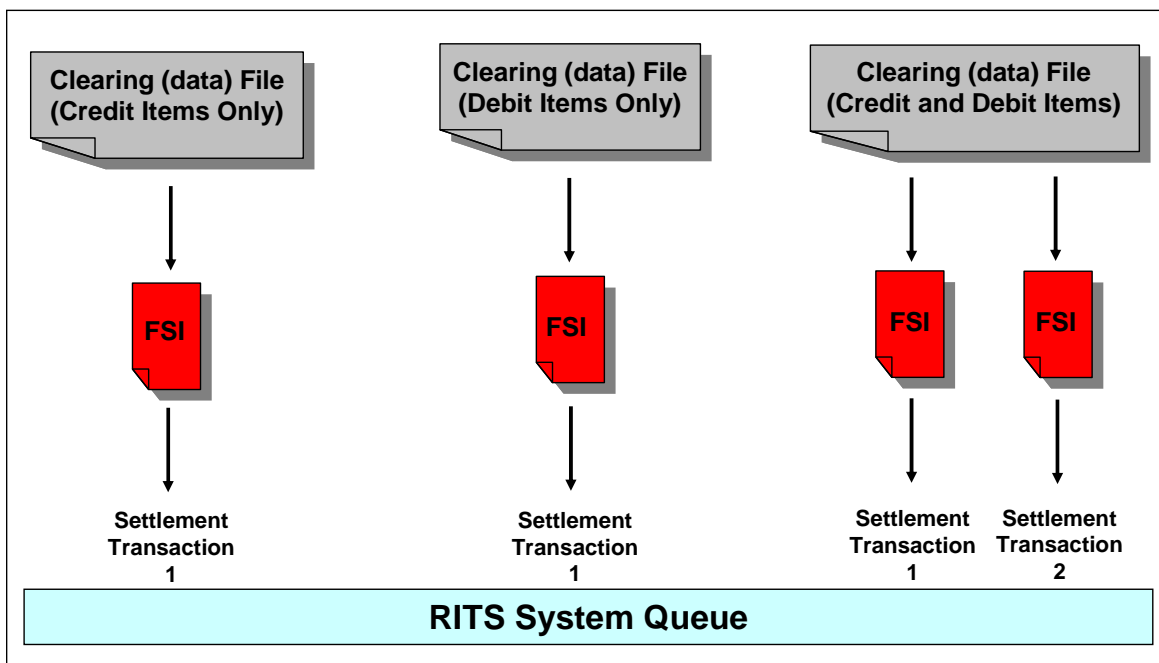 Clearing (data) File
(Credit Items Only)
Clearing (data) File
(Debit Items Only)
Clearing (data) File
(Credit and Debit Items)
FSI
FSI
FSI
FSI
Settlement
Transaction
1
Settlement
Transaction
1
Settlement
Transaction
1
Settlement
Transaction
2
RITS System Queue